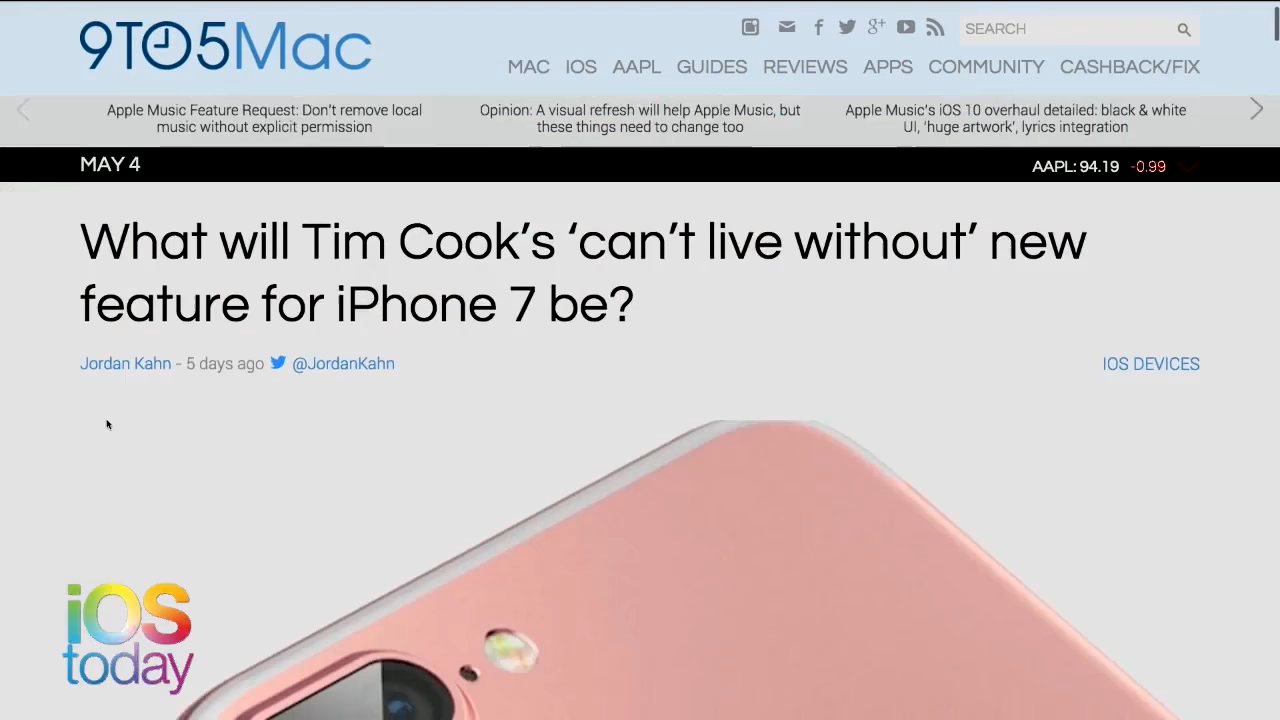 9TO5Mac
SEARCH
MAC IOS AAPL GUIDES REVIEWS APPS COMMUNITY CASHBACK/FIX
Apple Music Feature Request: Don't remove local
music without explicit permission
Opinion: A visual refresh will help Apple Music, but
these things need to change too
Apple Music's iOS 10 overhaul detailed: black & white
UI, 'huge artwork', lyrics integration
MAY 4
AAPL: 94.19 -0.99
What will Tim Cook's ‘can't live without’ new
feature for iPhone 7 be?
Jordan Kahn - 5 days ago @JordanKahn
IOS DEVICES
iOS
today